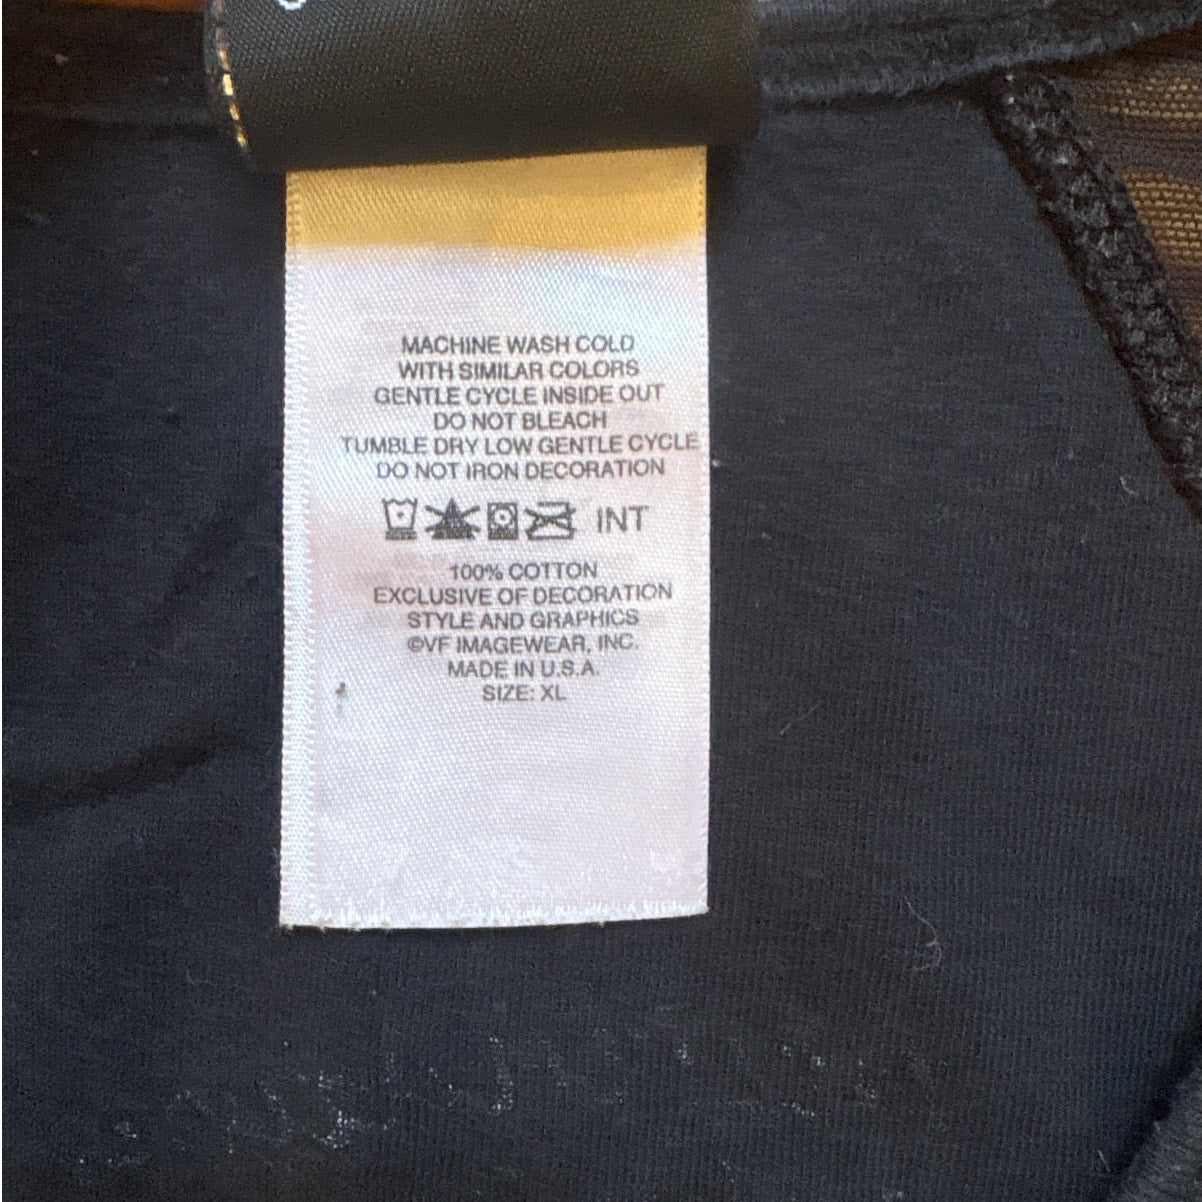 MACHINE WASH COLD
WITH SIMILAR COLORS
GENTLE CYCLE INSIDE OUT
DO NOT BLEACH
TUMBLE DRY LOW GENTLE CYCLE
DO NOT IRON DECORATION
INT
100% COTTON
EXCLUSIVE OF DECORATION
STYLE AND GRAPHICS
©VF IMAGEWEAR, INC.
MADE IN U.S.A.
SIZE: XL